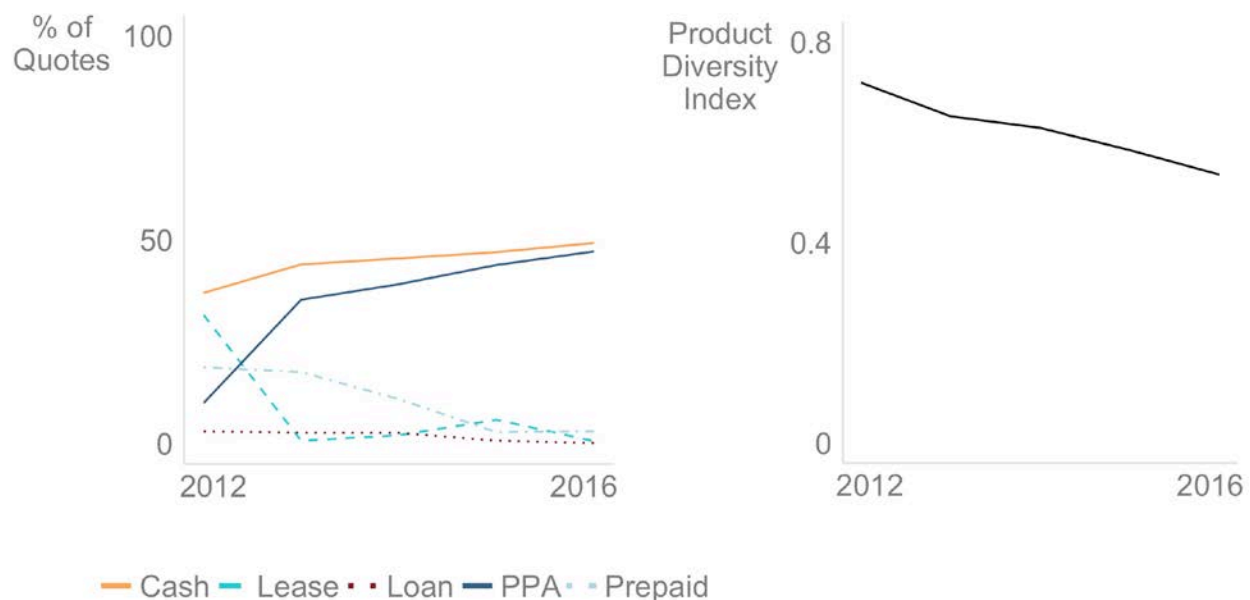 % of
Quotes
100
50
0
2012
2016
Product
Diversity
Index
0.8
0.4
0
2012
2016
Cash
Lease
Loan
PPA
Prepaid